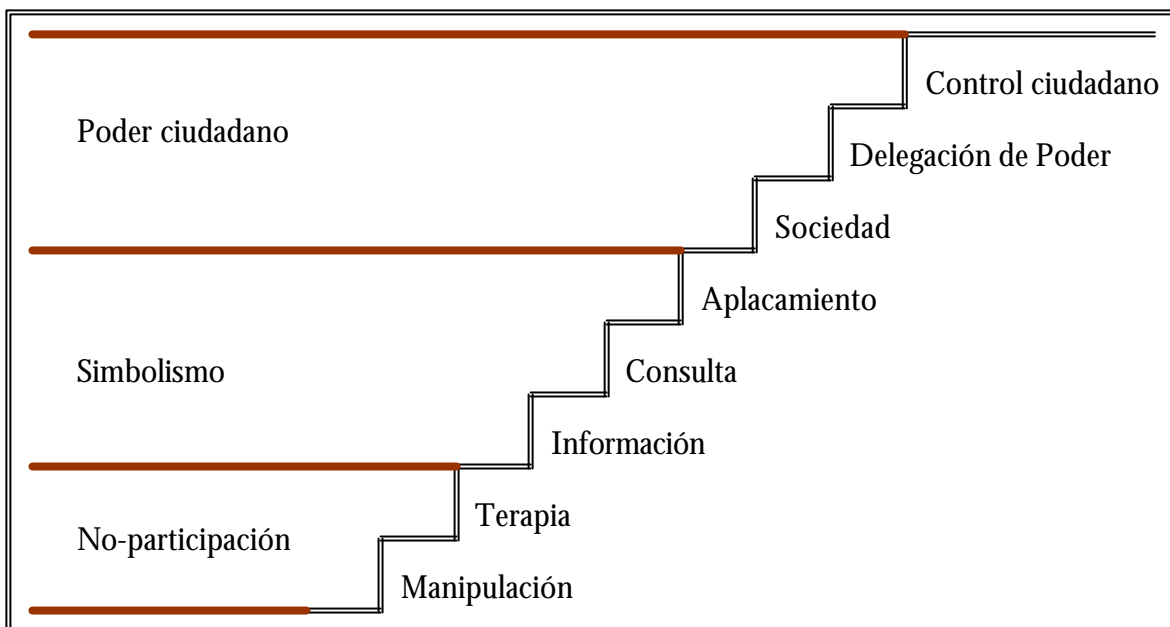 Control ciudadano
Poder ciudadano
Delegación de Poder
Sociedad
Aplacamiento
Simbolismo
Consulta
Información
Terapia
No-participación
Manipulación